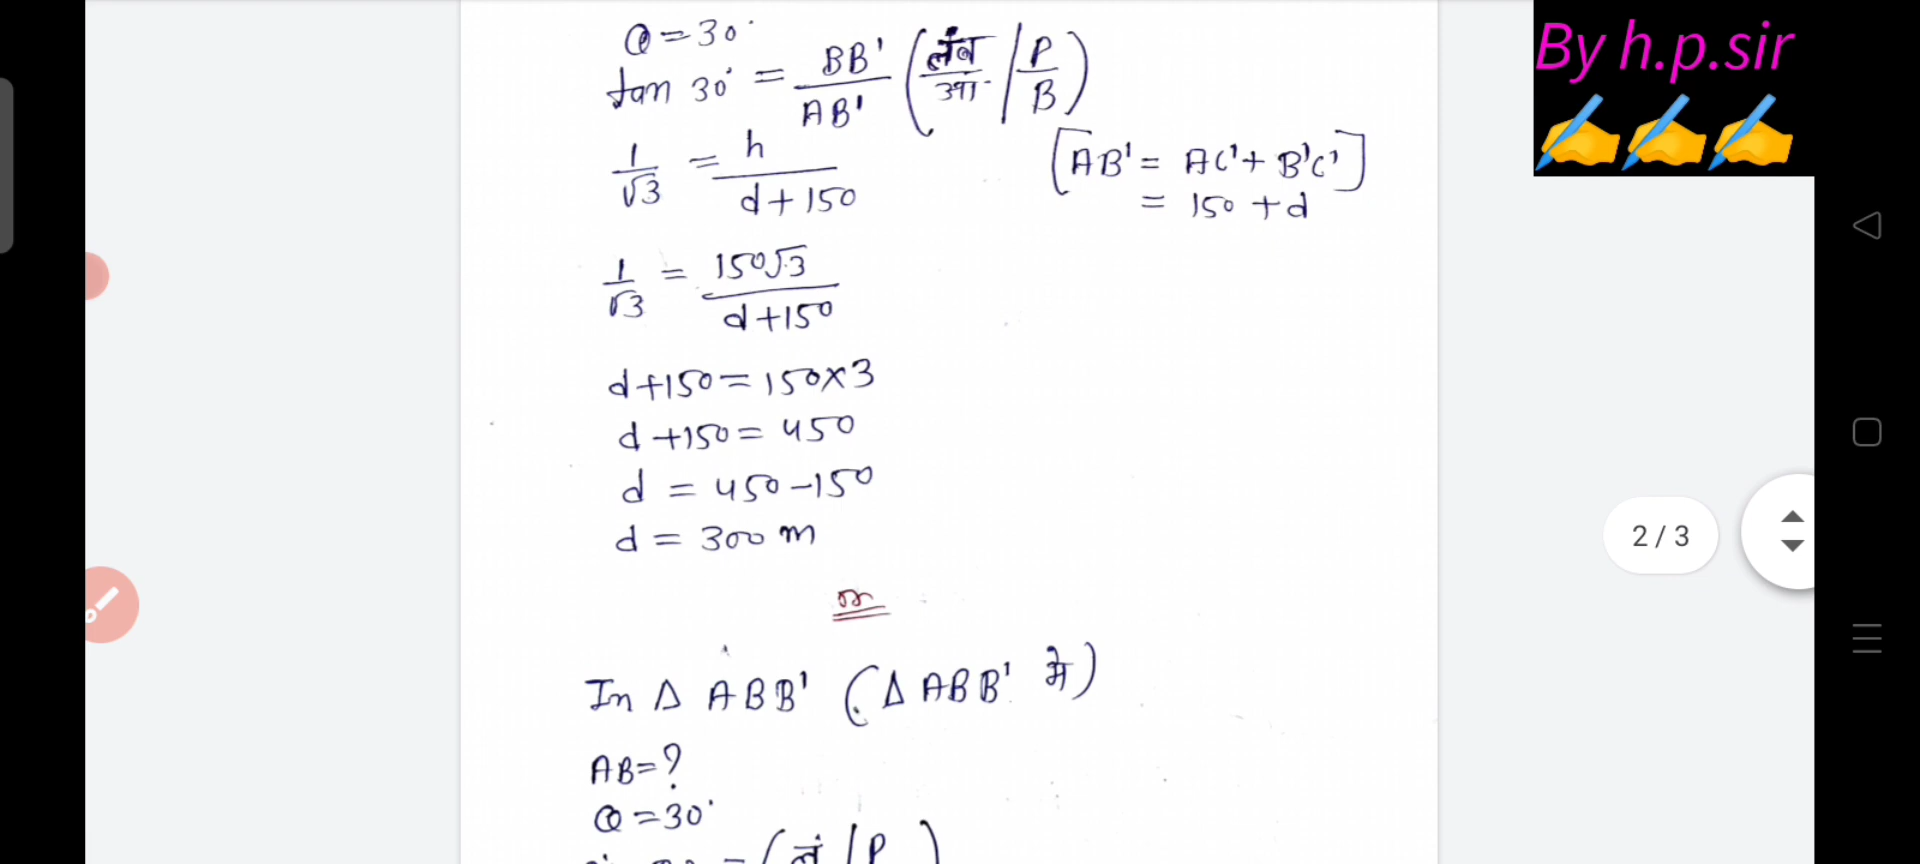 θ = 30°
tan 30° = BB' / AB' (लंब / आ. | P / B)
1 / √3 = h / d + 150
[AB' = AC' + B'C']
= 150 + d
1 / √3 = 150√3 / d + 150
d + 150 = 150 × 3
d + 150 = 450
d = 450 - 150
d = 300 m
or
In Δ ABB' (Δ ABB' मे)
AB = ?
θ = 30°
By h.p.sir
2 / 3